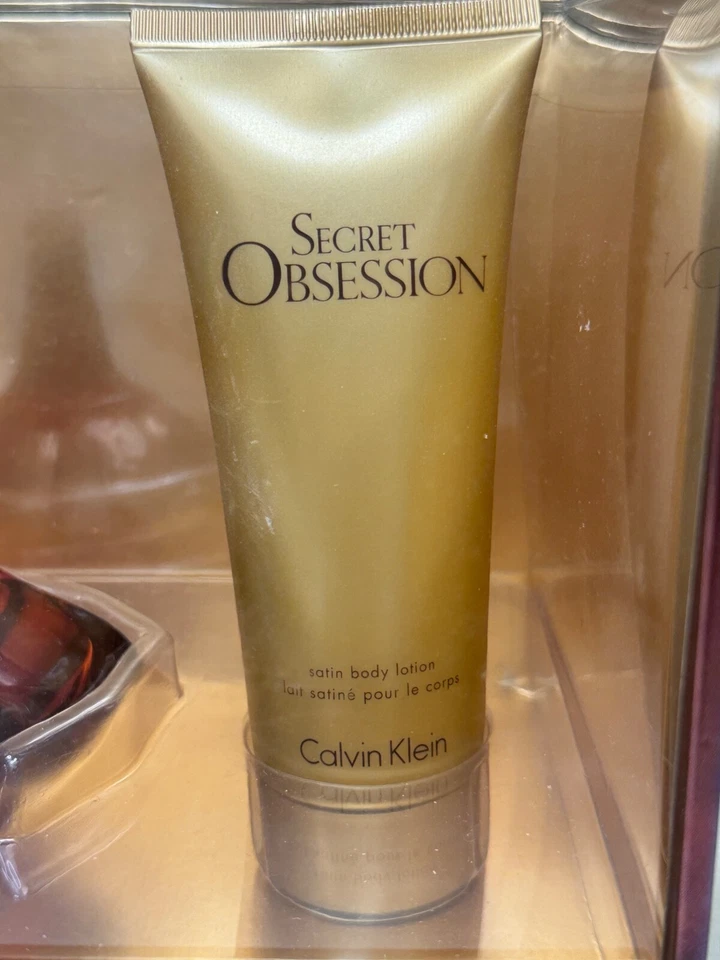 SECRET
OBSESSION
satin body lotion
lait satiné pour le corps
Calvin Klein